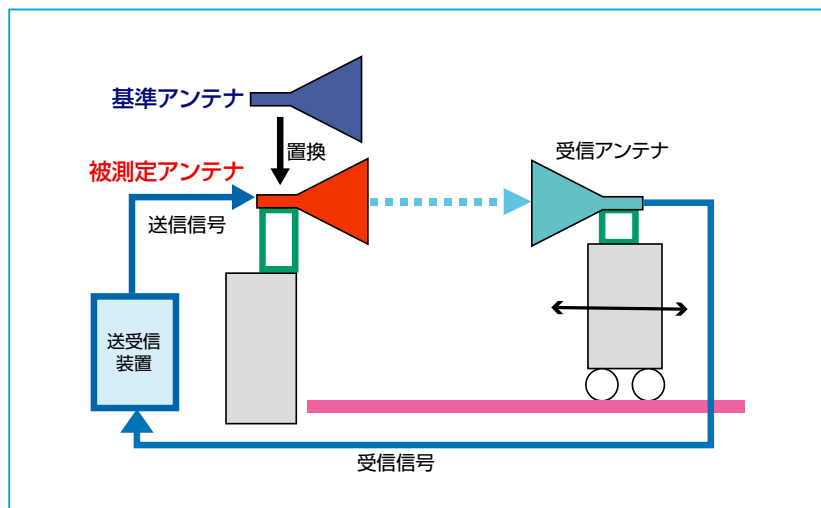 基準アンテナ
置換
被測定アンテナ
受信アンテナ
送信信号
送受信
装置
受信信号